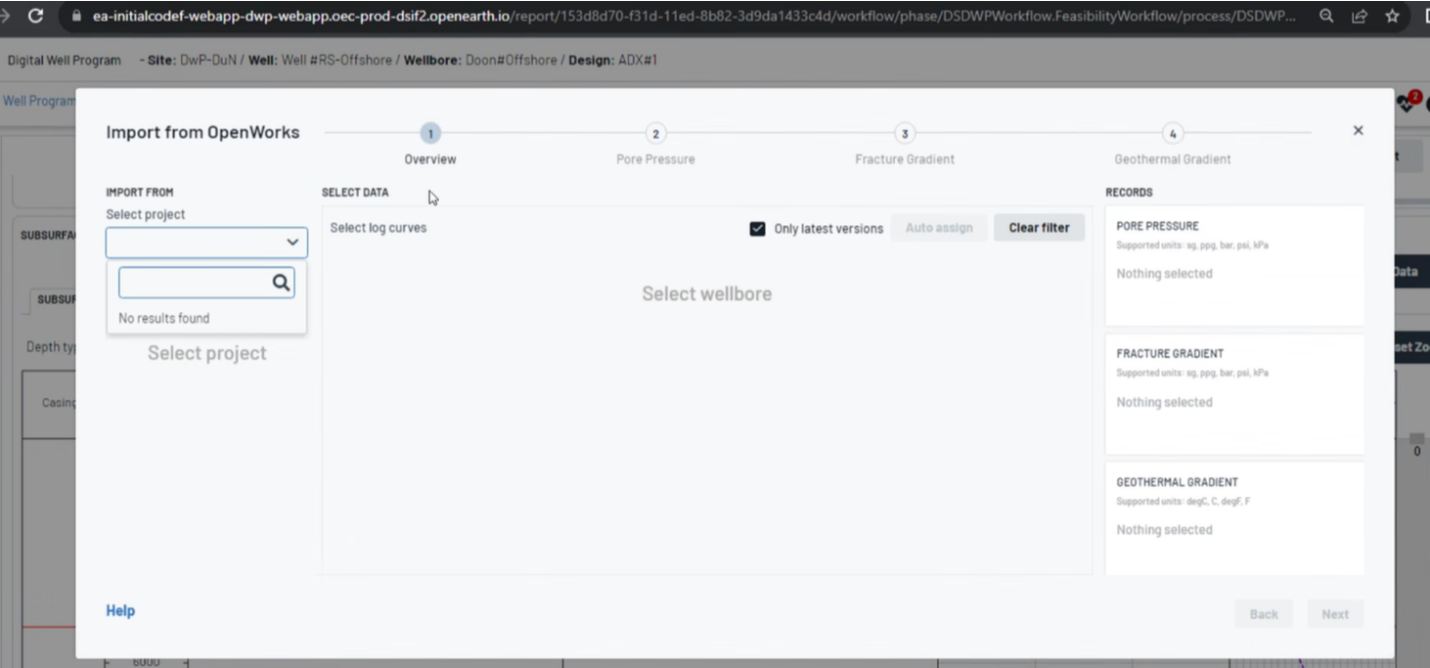 ea-initialcodef-webapp-dwp-webapp.oec-prod-dsif2.openearth.io/report/153d8d70-f31d-11ed-8b82-3d9da1433c4d/workflow/phase/DSDWPWorkflow.FeasibilityWorkflow/process/DSDWP...
Digital Well Program - Site: DwP-DuN / Well: Well #RS-Offshore / Wellbore: Doon#Offshore / Design: ADX#1
Well Program
2
Import from OpenWorks
1
2
3
4
Overview
Pore Pressure
Fracture Gradient
Geothermal Gradient
IMPORT FROM
SELECT DATA
RECORDS
Select project
Select log curves
Only latest versions
Auto assign
Clear filter
PORE PRESSURE
Supported units: sg, ppg, bar, psi, kPa
Nothing selected
No results found
Select project
Select wellbore
FRACTURE GRADIENT
Supported units: sg, ppg, bar, psi, kPa
Nothing selected
GEOTHERMAL GRADIENT
Supported units: degC, C, degF, F
Nothing selected
SUBSURFA
SUBSUR
Data
Depth ty
set Zo
Casing
0
Help
Back
Next
6000